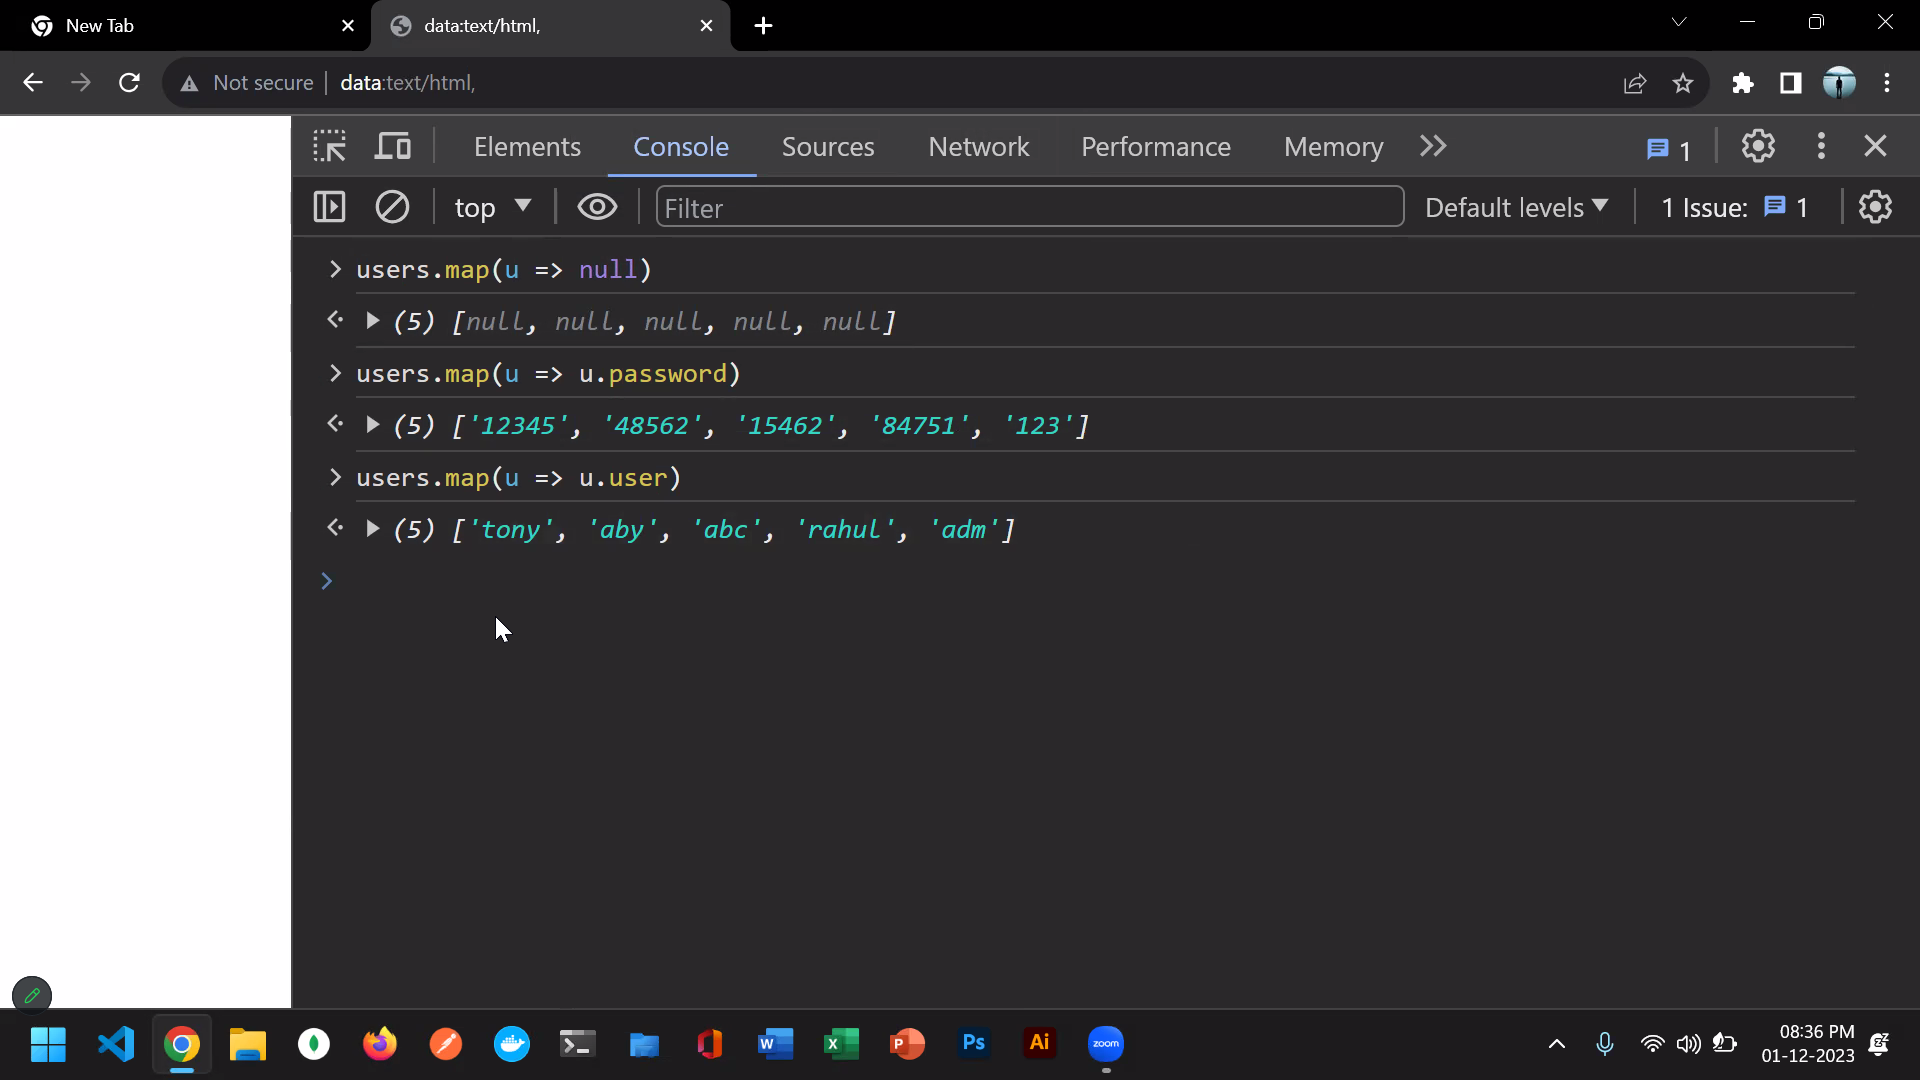 New Tab
data:text/html,
Not secure data:text/html,
Elements Console Sources Network Performance Memory 1
top Filter Default levels 1 Issue: 1
users.map(u => null)
(5) [null, null, null, null, null]
users.map(u => u.password)
(5) ['12345', '48562', '15462', '84751', '123']
users.map(u => u.user)
(5) ['tony', 'aby', 'abc', 'rahul', 'adm']
W
X
P
Ps
Ai
zoom
08:36 PM
01-12-2023